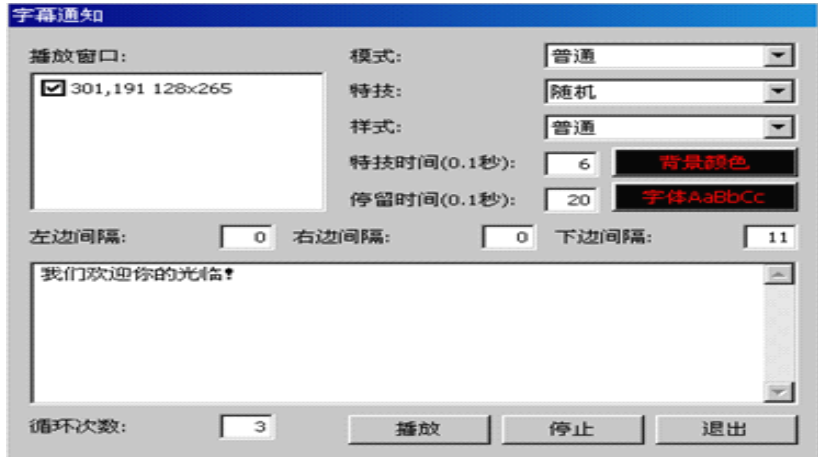 字幕通知
播放窗口:
301,191 128x265
模式: 普通
特技: 随机
样式: 普通
特技时间(0.1秒): 6 背景颜色
停留时间(0.1秒): 20 字体AaBbCc
左边间隔: 0 右边间隔: 0 下边间隔: 11
我们欢迎你的光临!
循环次数: 3 播放 停止 退出